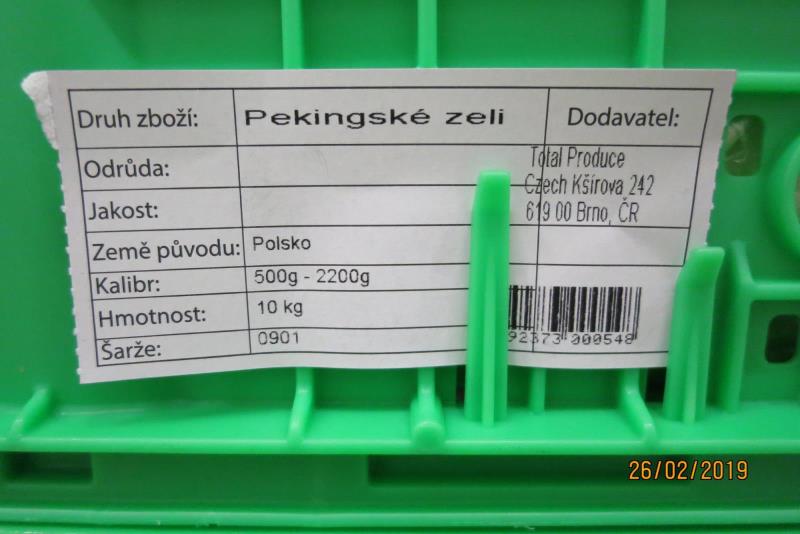 Druh zboží: Pekingské zeli Dodavatel:
Odrůda: Total Produce
Czech Kšírova 242
Jakost: 619 00 Brno, ČR
Země původu: Polsko
Kalibr: 500g - 2200g
Hmotnost: 10 kg
92373 000548
Šarže: 0901
26/02/2019